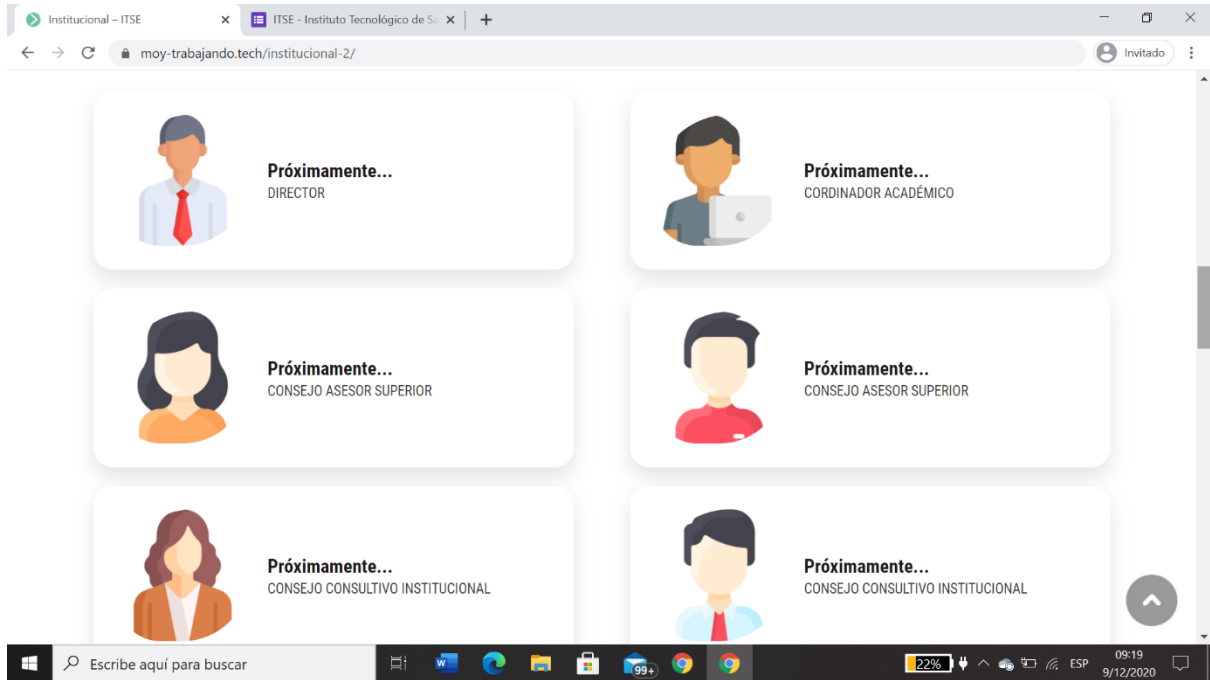 Institucional – ITSE
ITSE - Instituto Tecnológico de Sa
moy-trabajando.tech/institucional-2/
Invitado
Próximamente...
DIRECTOR
Próximamente...
CORDINADOR ACADÉMICO
Próximamente...
CONSEJO ASESOR SUPERIOR
Próximamente...
CONSEJO ASESOR SUPERIOR
Próximamente...
CONSEJO CONSULTIVO INSTITUCIONAL
Próximamente...
CONSEJO CONSULTIVO INSTITUCIONAL
Escribe aquí para buscar
W
99+
22%
ESP
09:19
9/12/2020